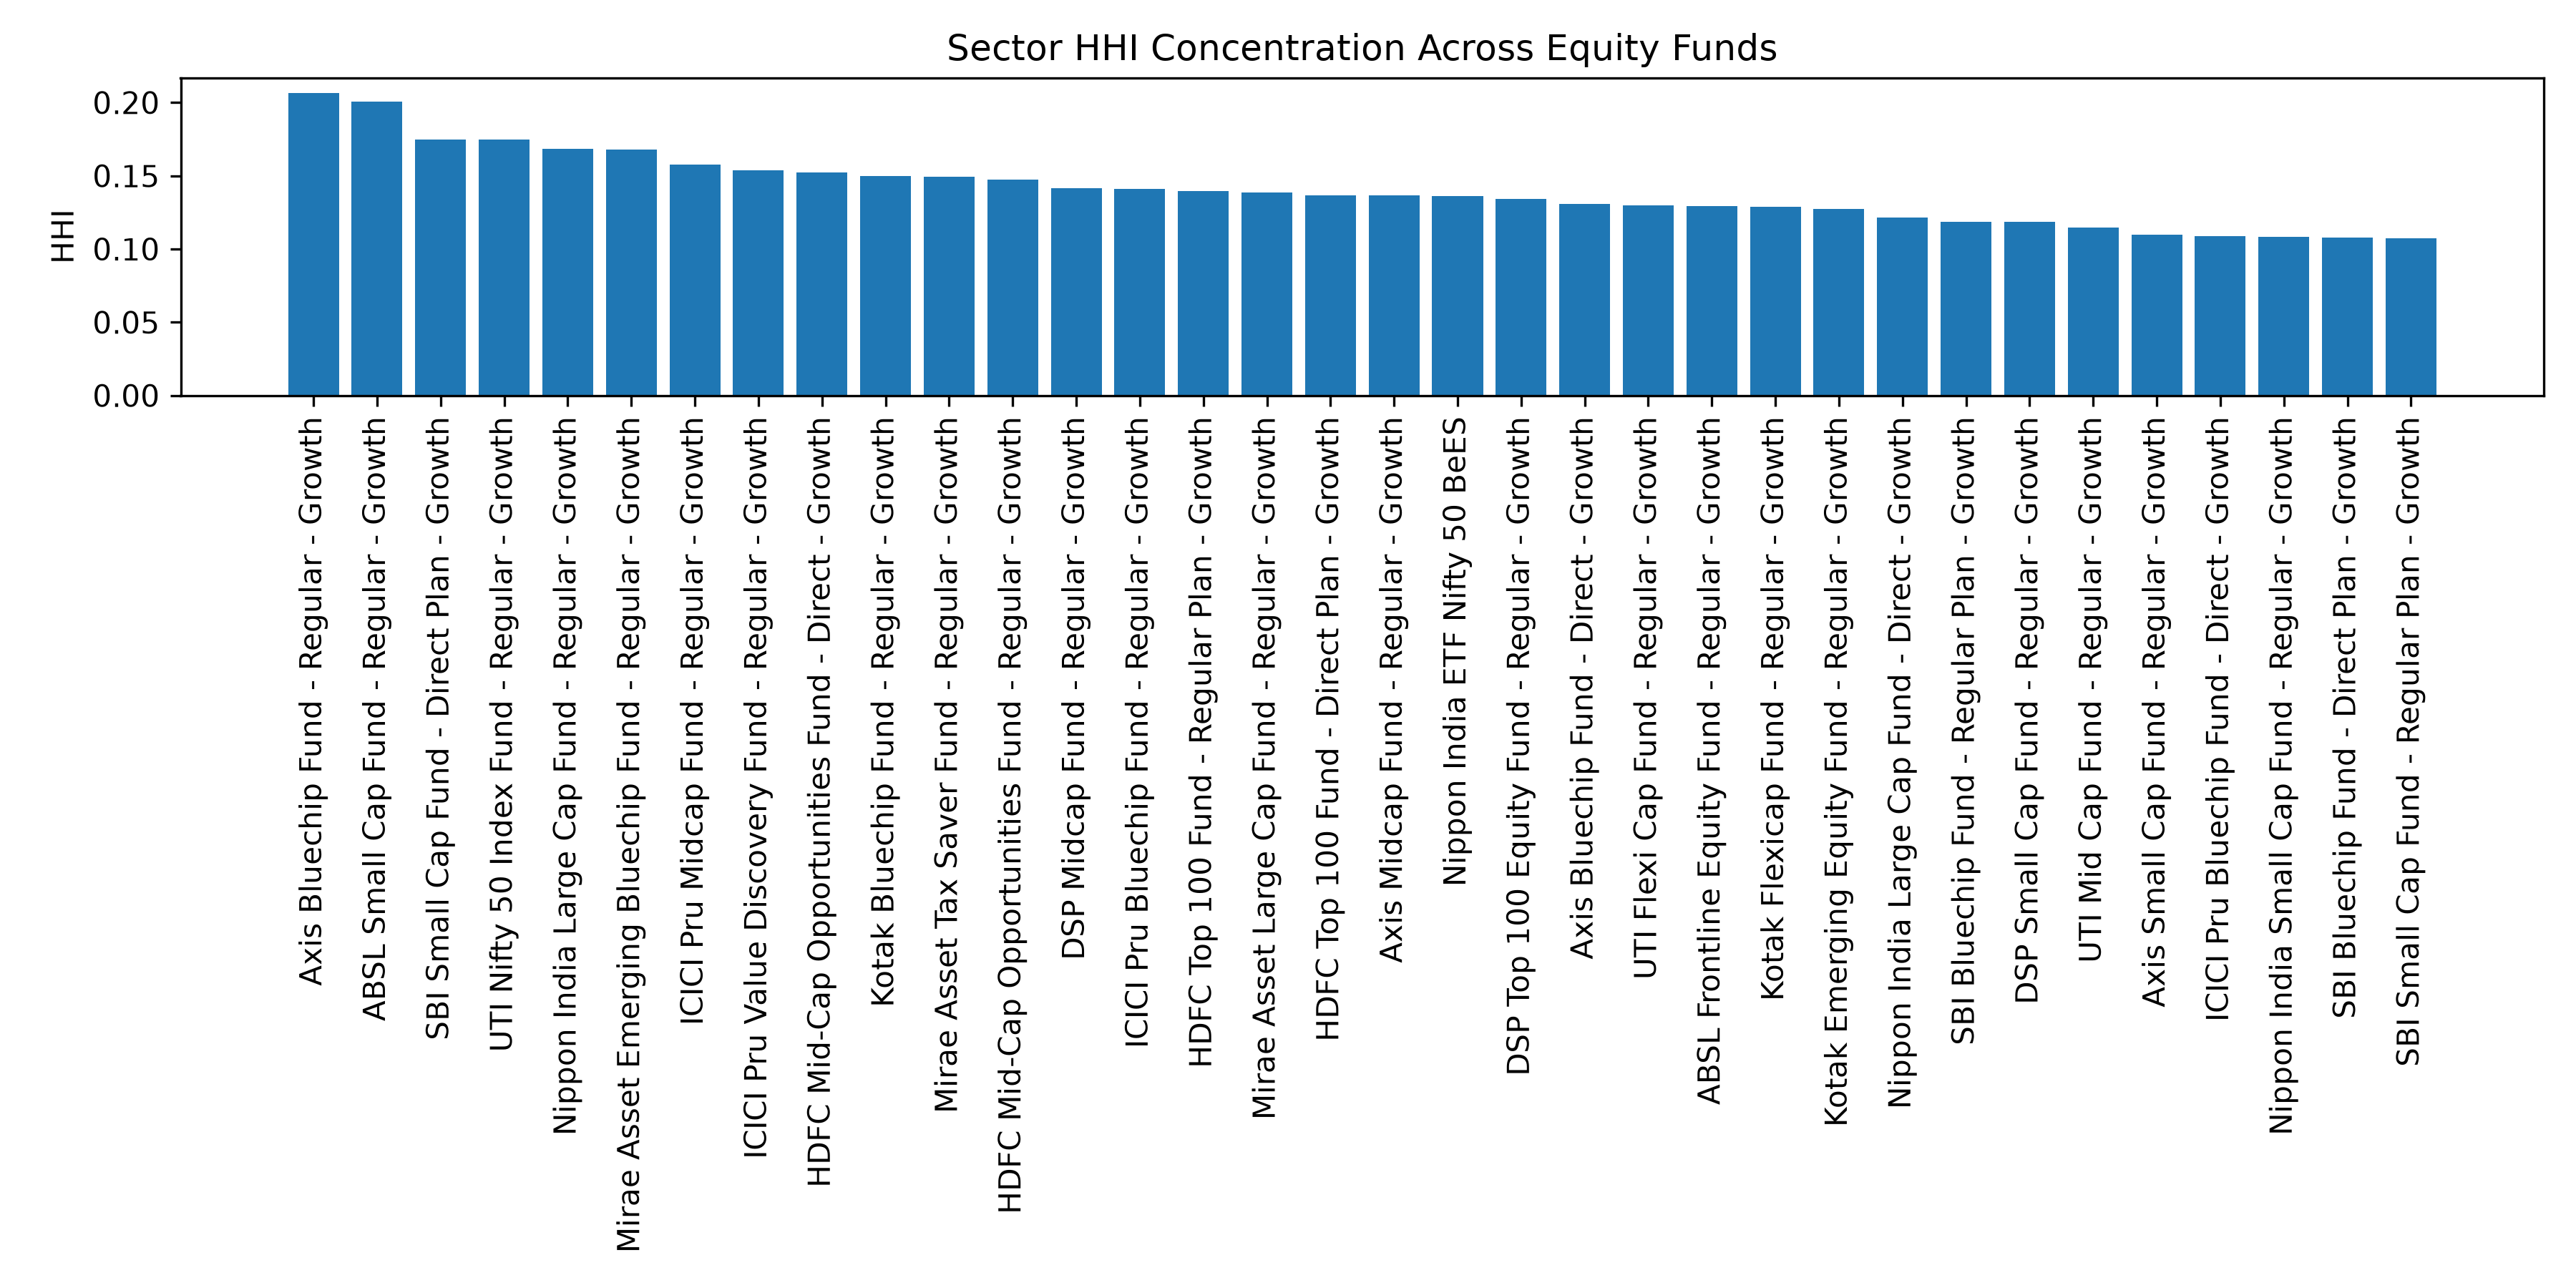 Sector HHI Concentration Across Equity Funds
HHI
0.20
0.15
0.10
0.05
0.00
Axis Bluechip Fund - Regular - Growth
ABSL Small Cap Fund - Regular - Growth
SBI Small Cap Fund - Direct Plan - Growth
UTI Nifty 50 Index Fund - Regular - Growth
Nippon India Large Cap Fund - Regular - Growth
Mirae Asset Emerging Bluechip Fund - Regular - Growth
ICICI Pru Midcap Fund - Regular - Growth
ICICI Pru Value Discovery Fund - Regular - Growth
HDFC Mid-Cap Opportunities Fund - Direct - Growth
Kotak Bluechip Fund - Regular - Growth
Mirae Asset Tax Saver Fund - Regular - Growth
HDFC Mid-Cap Opportunities Fund - Regular - Growth
DSP Midcap Fund - Regular - Growth
ICICI Pru Bluechip Fund - Regular - Growth
HDFC Top 100 Fund - Regular Plan - Growth
Mirae Asset Large Cap Fund - Regular - Growth
HDFC Top 100 Fund - Direct Plan - Growth
Axis Midcap Fund - Regular - Growth
Nippon India ETF Nifty 50 BeES
DSP Top 100 Equity Fund - Regular - Growth
Axis Bluechip Fund - Direct - Growth
UTI Flexi Cap Fund - Regular - Growth
ABSL Frontline Equity Fund - Regular - Growth
Kotak Flexicap Fund - Regular - Growth
Kotak Emerging Equity Fund - Regular - Growth
Nippon India Large Cap Fund - Direct - Growth
SBI Bluechip Fund - Regular Plan - Growth
DSP Small Cap Fund - Regular - Growth
UTI Mid Cap Fund - Regular - Growth
Axis Small Cap Fund - Regular - Growth
ICICI Pru Bluechip Fund - Direct - Growth
Nippon India Small Cap Fund - Regular - Growth
SBI Bluechip Fund - Direct Plan - Growth
SBI Small Cap Fund - Regular Plan - Growth